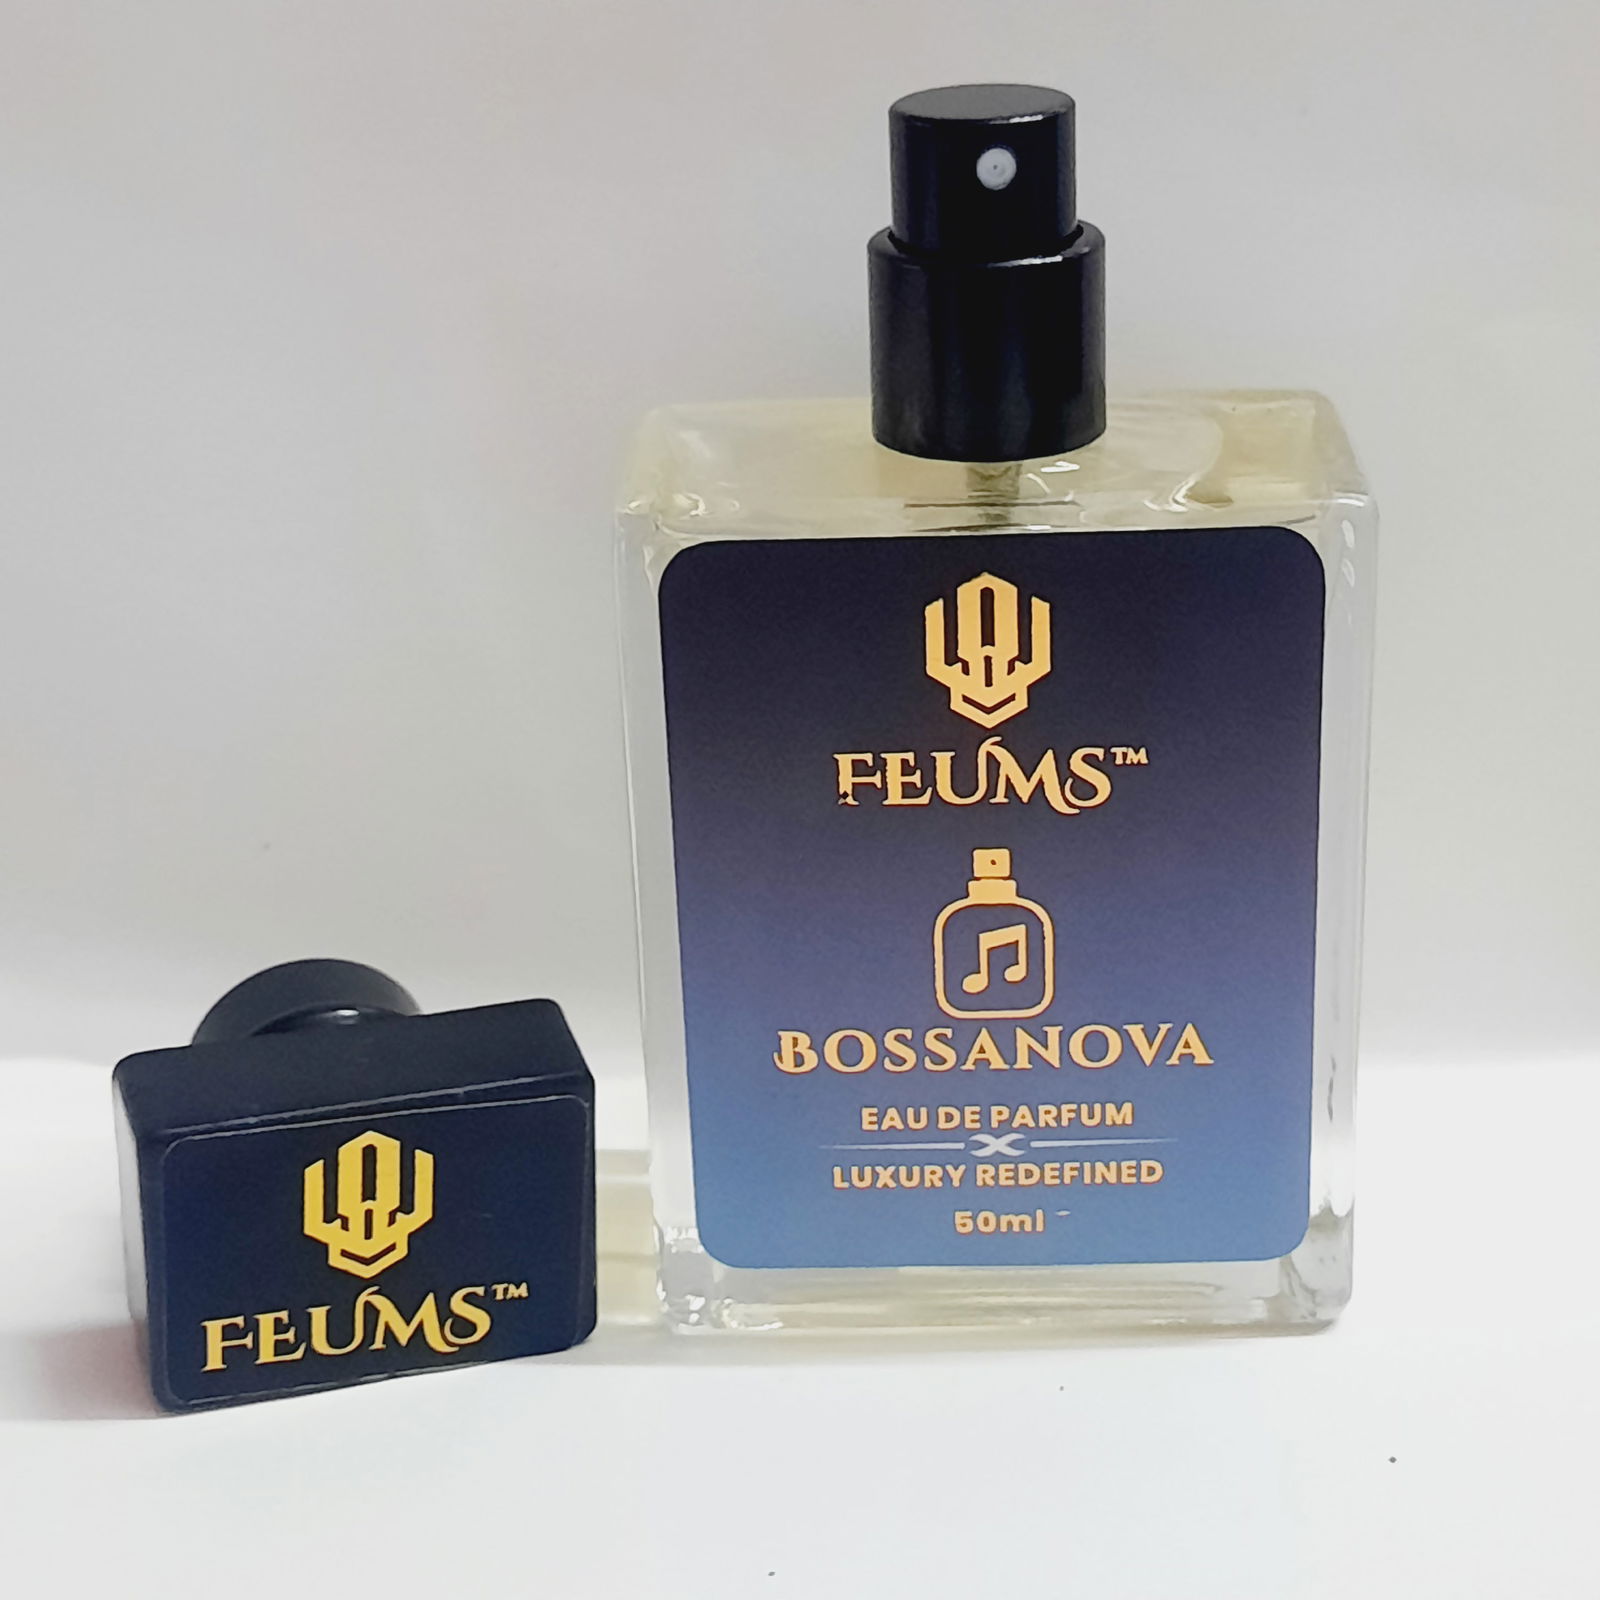 FEUMS™
BOSSANOVA
EAU DE PARFUM
LUXURY REDEFINED
50ml
FEUMS™